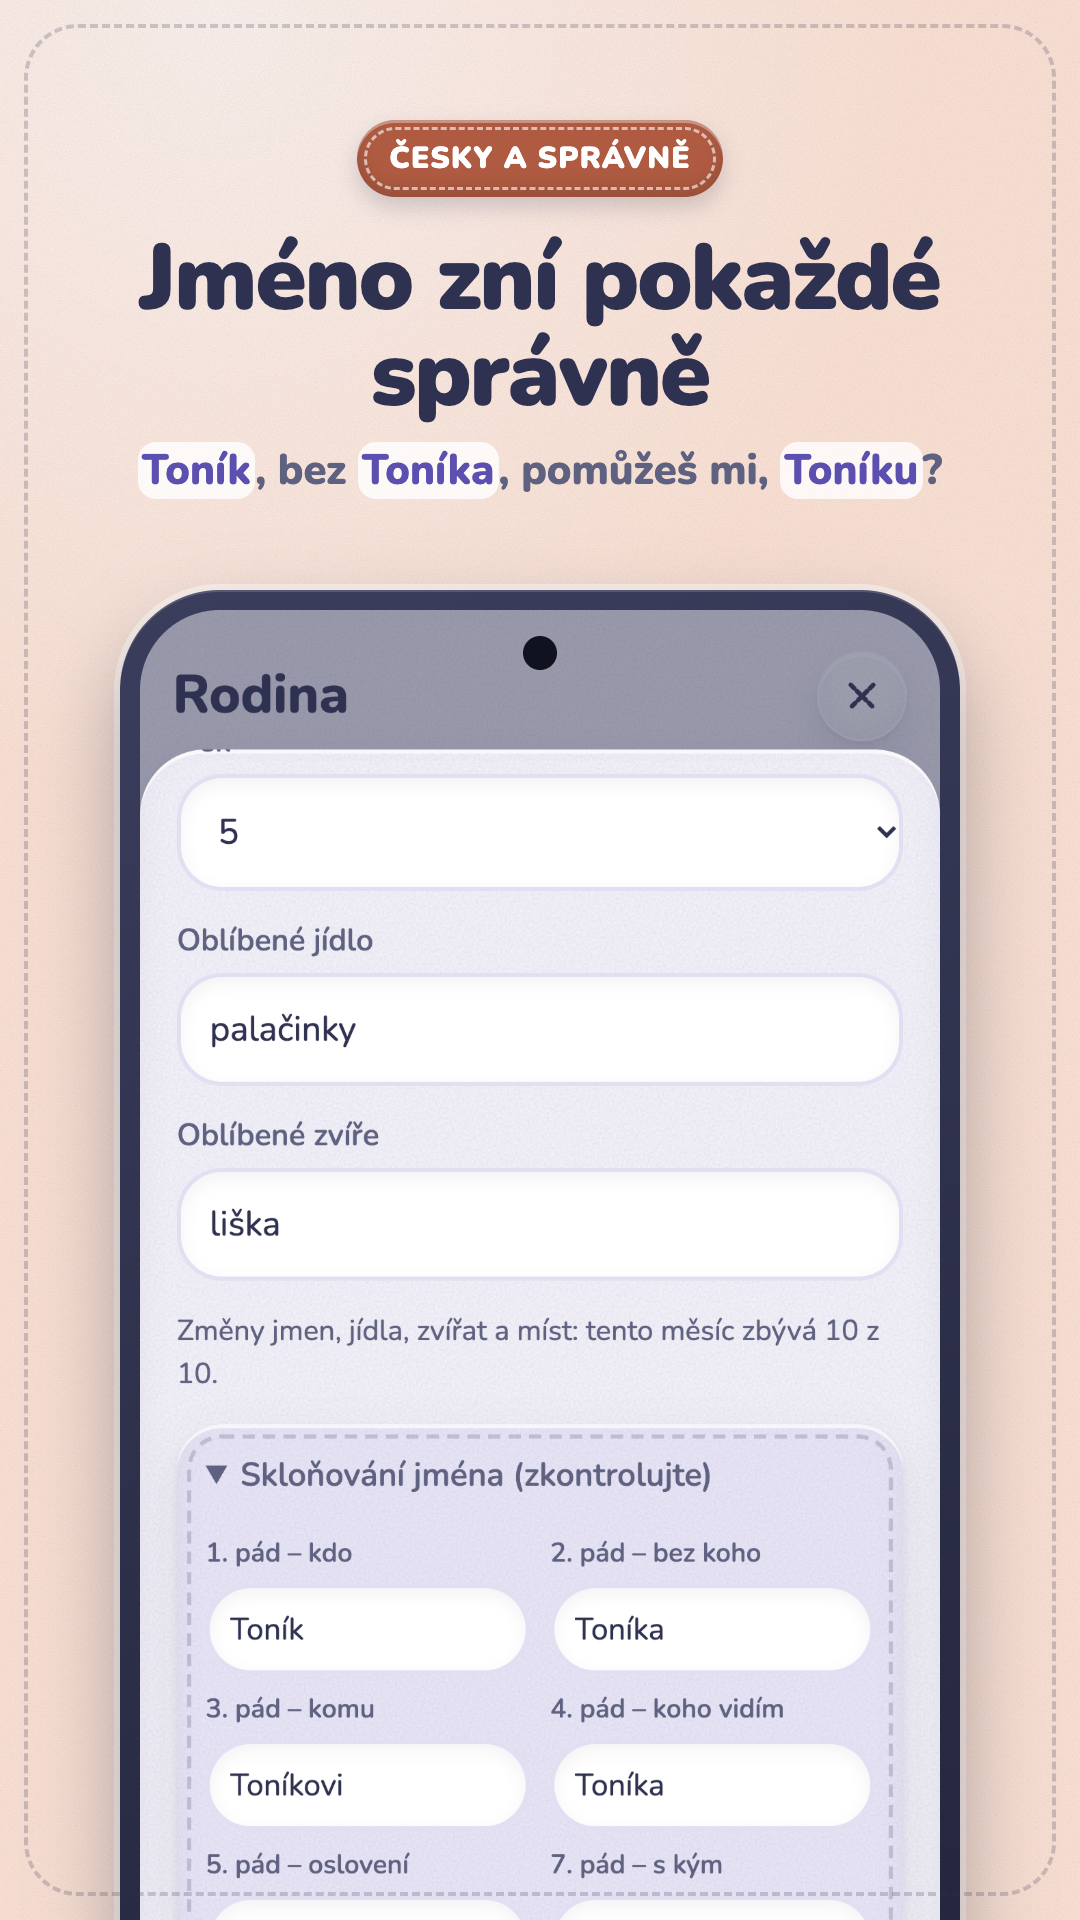 ČESKY A SPRÁVNĚ
Jméno zní pokaždé
správně
Toník, bez Toníka, pomůžeš mi, Toníku?
Rodina
5
Oblíbené jídlo
palačinky
Oblíbené zvíře
liška
Změny jmen, jídla, zvířat a míst: tento měsíc zbývá 10 z
10.
Skloňování jména (zkontrolujte)
1. pád – kdo
2. pád – bez koho
Toník
Toníka
3. pád – komu
4. pád – koho vidím
Toníkovi
Toníka
5. pád – oslovení
7. pád – s kým